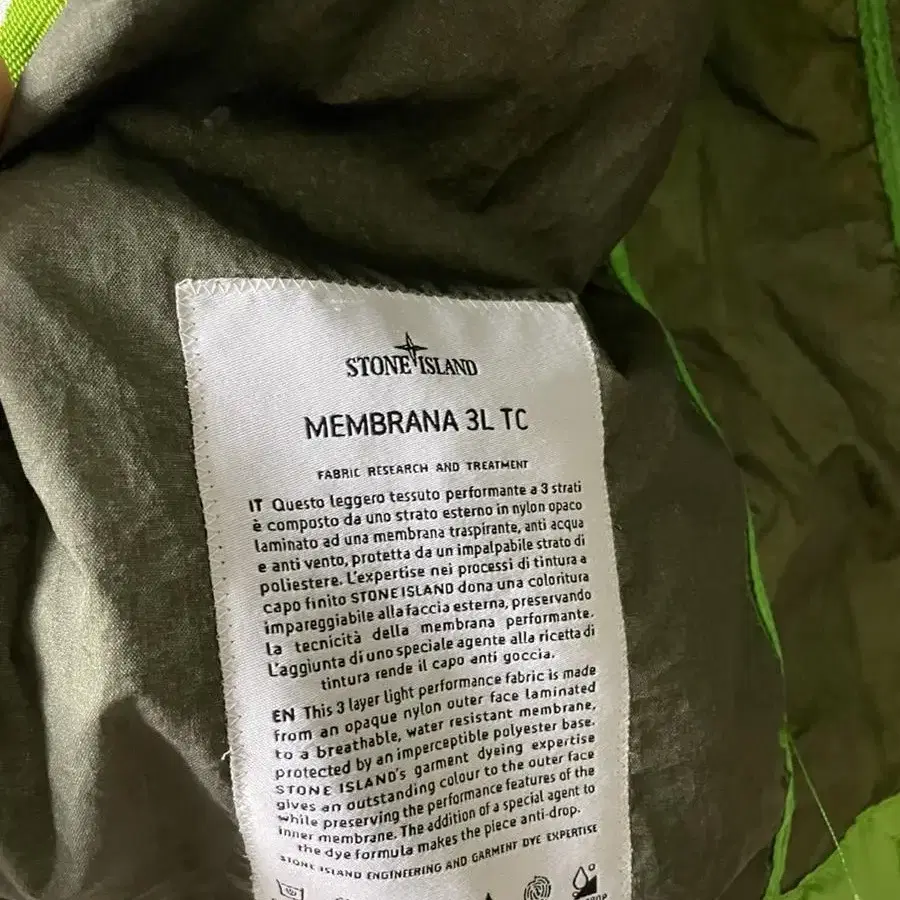 STONE ISLAND
MEMBRANA 3L TC
FABRIC RESEARCH AND TREATMENT
IT Questo leggero tessuto performante a 3 strati
è composto da uno strato esterno in nylon opaco
laminato ad una membrana traspirante, anti acqua
e anti vento, protetta da un impalpabile strato di
poliestere. L'expertise nei processi di tintura a
capo finito STONE ISLAND dona una coloritura
impareggiabile alla faccia esterna, preservando
la tecnicità della membrana performante.
L'aggiunta di uno speciale agente alla ricetta di
tintura rende il capo anti goccia.
EN This 3 layer light performance fabric is made
from an opaque nylon outer face laminated
to a breathable, water resistant membrane,
protected by an imperceptible polyester base.
STONE ISLAND's garment dyeing expertise
gives an outstanding colour to the outer face
while preserving the performance features of the
inner membrane. The addition of a special agent to
the dye formula makes the piece anti-drop.
STONE ISLAND ENGINEERING AND GARMENT DYE EXPERTISE